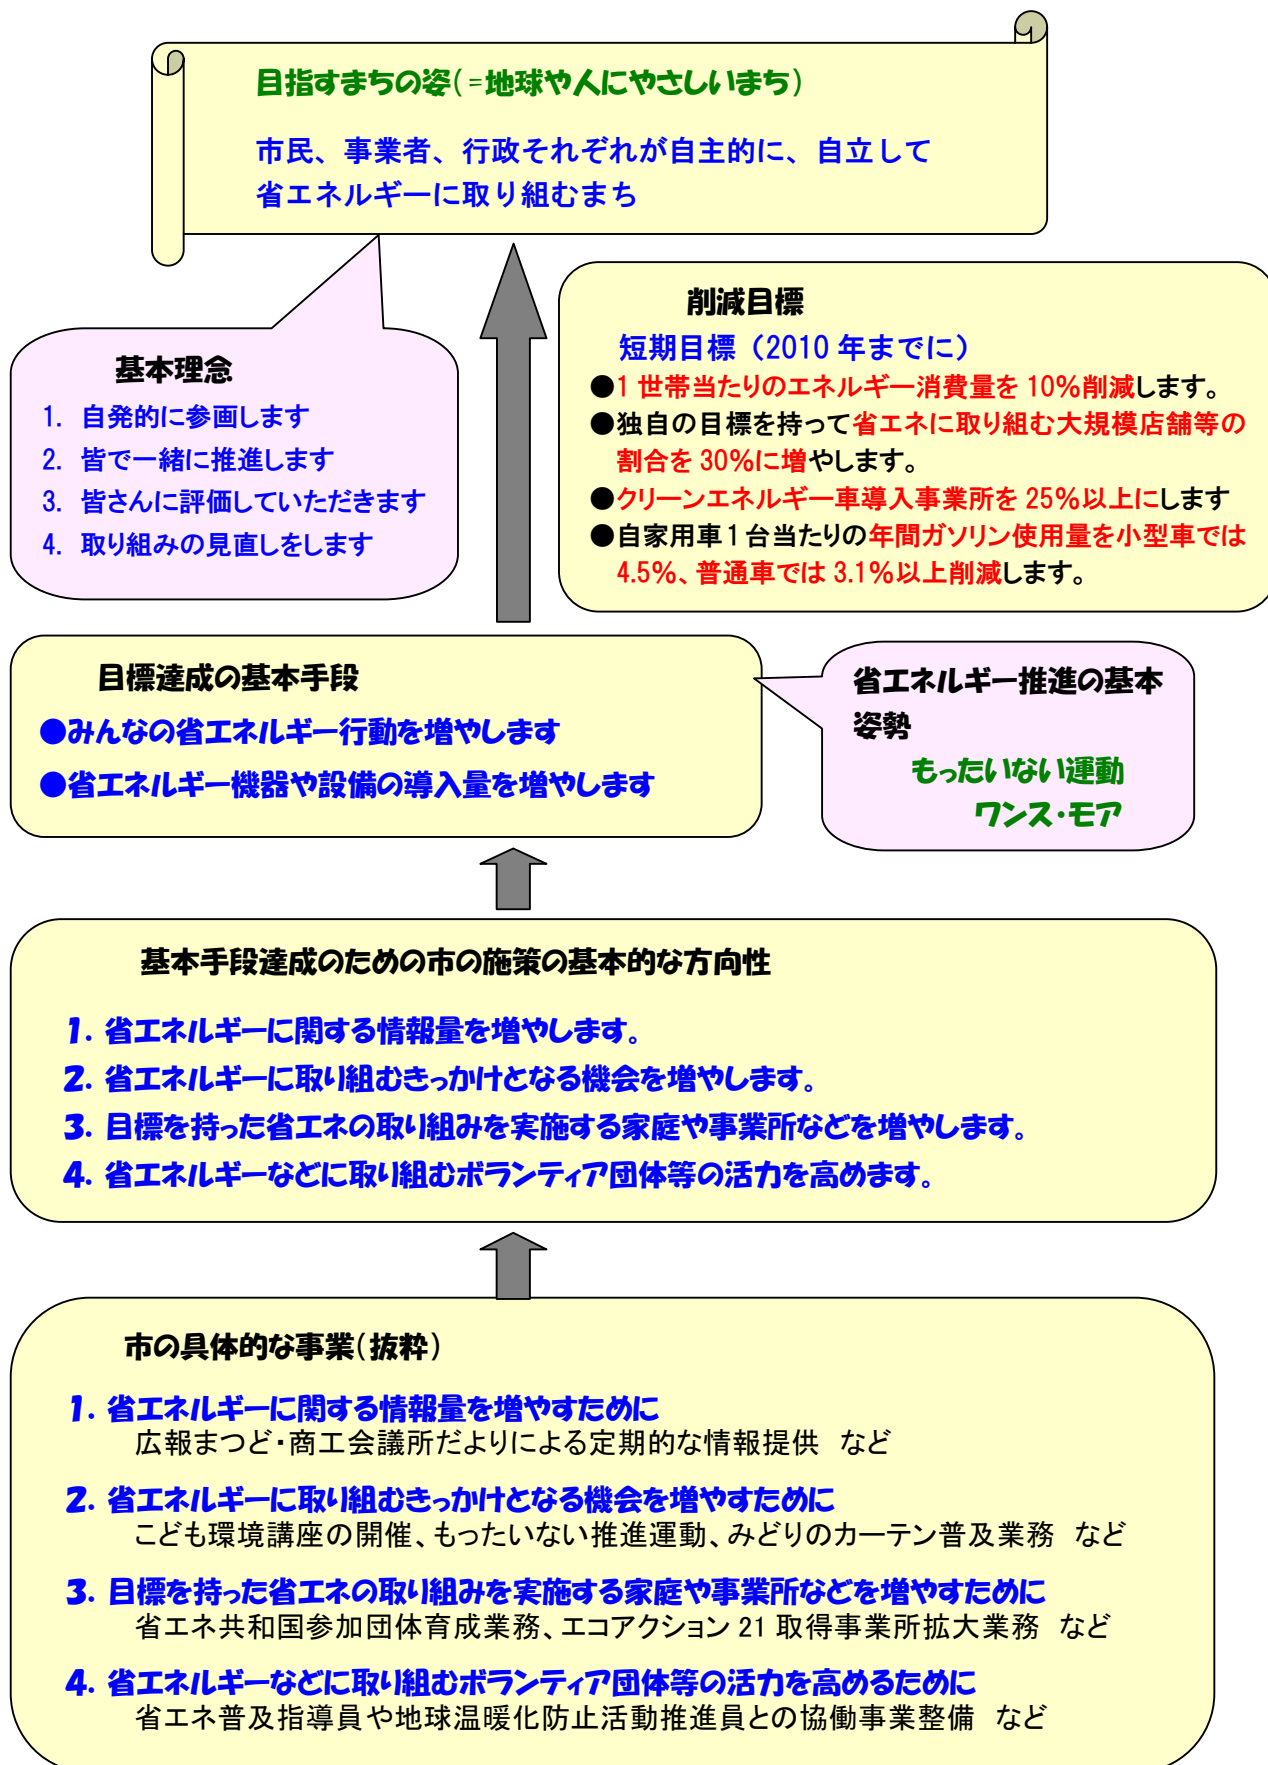 目指すまちの姿(=地球や人にやさしいまち)
市民、事業者、行政それぞれが自主的に、自立して
省エネルギーに取り組むまち
基本理念
1. 自発的に参画します
2. 皆で一緒に推進します
3. 皆さんに評価していただきます
4. 取り組みの見直しをします
削減目標
短期目標（2010 年までに）
●1 世帯当たりのエネルギー消費量を 10％削減します。
●独自の目標を持って省エネに取り組む大規模店舗等の
割合を 30％に増やします。
●クリーンエネルギー車導入事業所を 25％以上にします
●自家用車 1 台当たりの年間ガソリン使用量を小型車では
4.5％、普通車では 3.1％以上削減します。
目標達成の基本手段
●みんなの省エネルギー行動を増やします
●省エネルギー機器や設備の導入量を増やします
省エネルギー推進の基本
姿勢
もったいない運動
ワンス・モア
基本手段達成のための市の施策の基本的な方向性
1. 省エネルギーに関する情報量を増やします。
2. 省エネルギーに取り組むきっかけとなる機会を増やします。
3. 目標を持った省エネの取り組みを実施する家庭や事業所などを増やします。
4. 省エネルギーなどに取り組むボランティア団体等の活力を高めます。
市の具体的な事業(抜粋)
1. 省エネルギーに関する情報量を増やすために
広報まつど・商工会議所だよりによる定期的な情報提供 など
2. 省エネルギーに取り組むきっかけとなる機会を増やすために
こども環境講座の開催、もったいない推進運動、みどりのカーテン普及業務 など
3. 目標を持った省エネの取り組みを実施する家庭や事業所などを増やすために
省エネ共和国参加団体育成業務、エコアクション 21 取得事業所拡大業務 など
4. 省エネルギーなどに取り組むボランティア団体等の活力を高めるために
省エネ普及指導員や地球温暖化防止活動推進員との協働事業整備 など